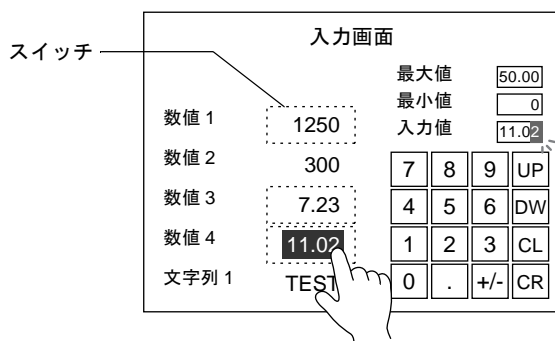 入力画面
スイッチ
最大値 50.00
最小値 0
入力値 11.02
数値 1 1250
数値 2 300
数値 3 7.23
数値 4 11.02
文字列 1 TEST
7 8 9 UP
4 5 6 DW
1 2 3 CL
0 . +/- CR